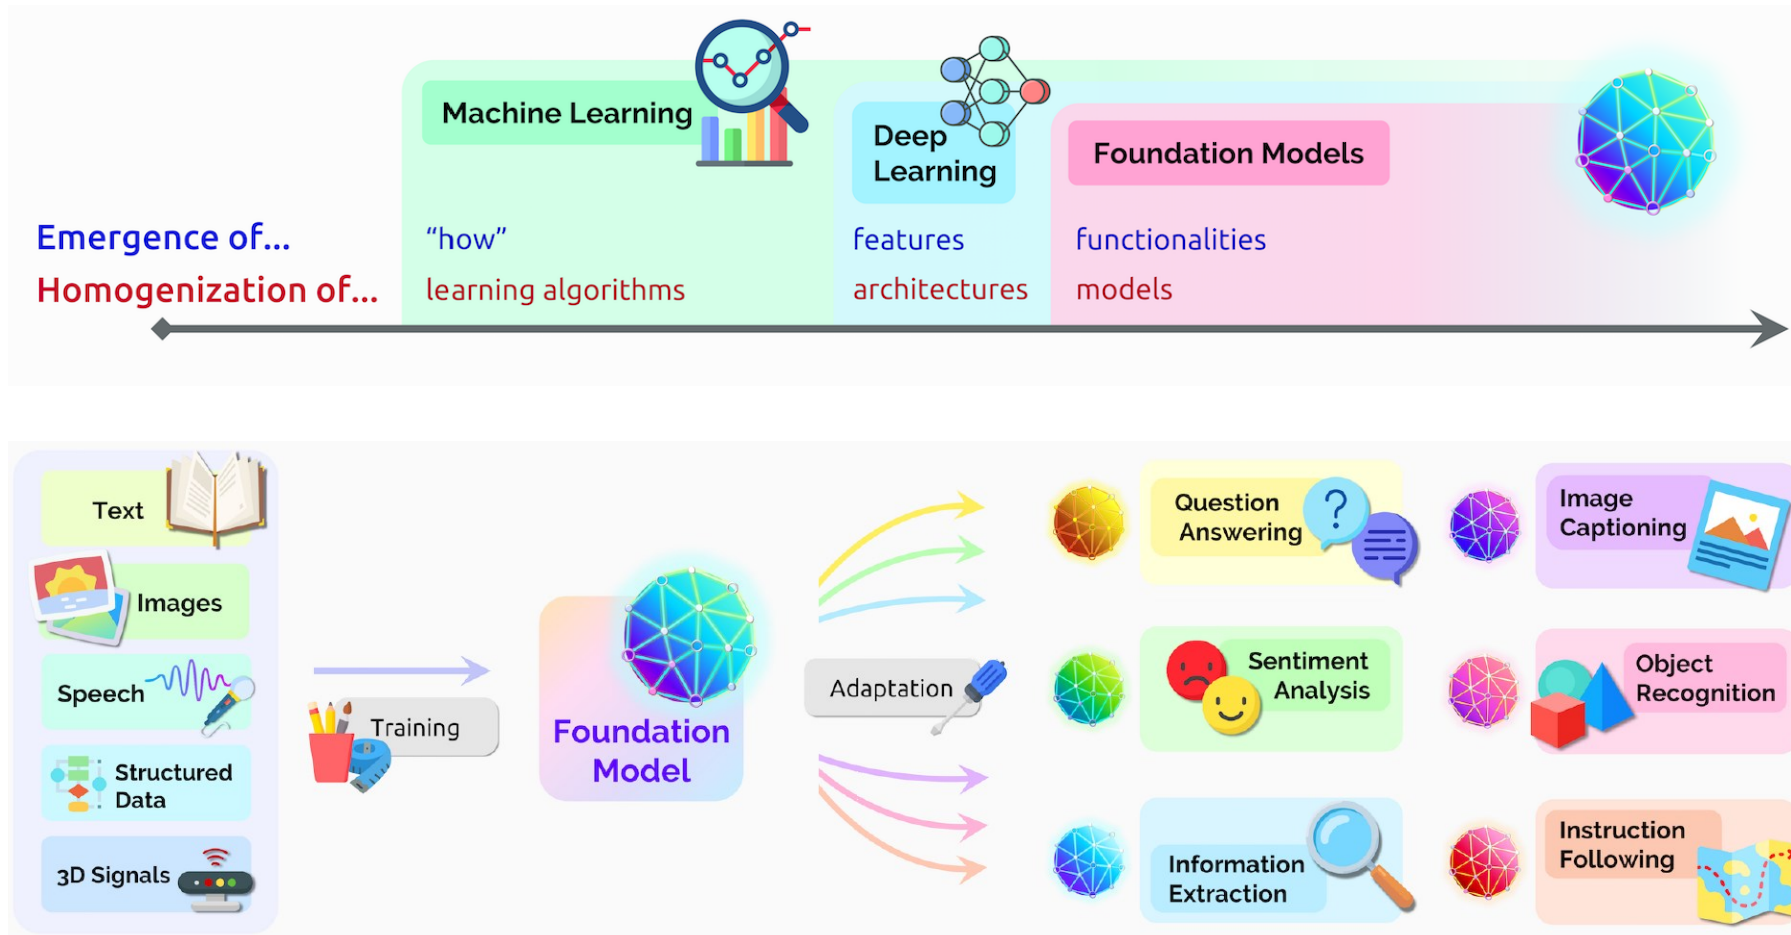 Machine Learning
Deep
Learning
Foundation Models
Emergence of...
“how”
features
functionalities
Homogenization of...
learning algorithms
architectures
models
Text
Images
Speech
Structured
Data
3D Signals
Training
Foundation
Model
Adaptation
Question
Answering
?
Image
Captioning
Sentiment
Analysis
Object
Recognition
Information
Extraction
Instruction
Following